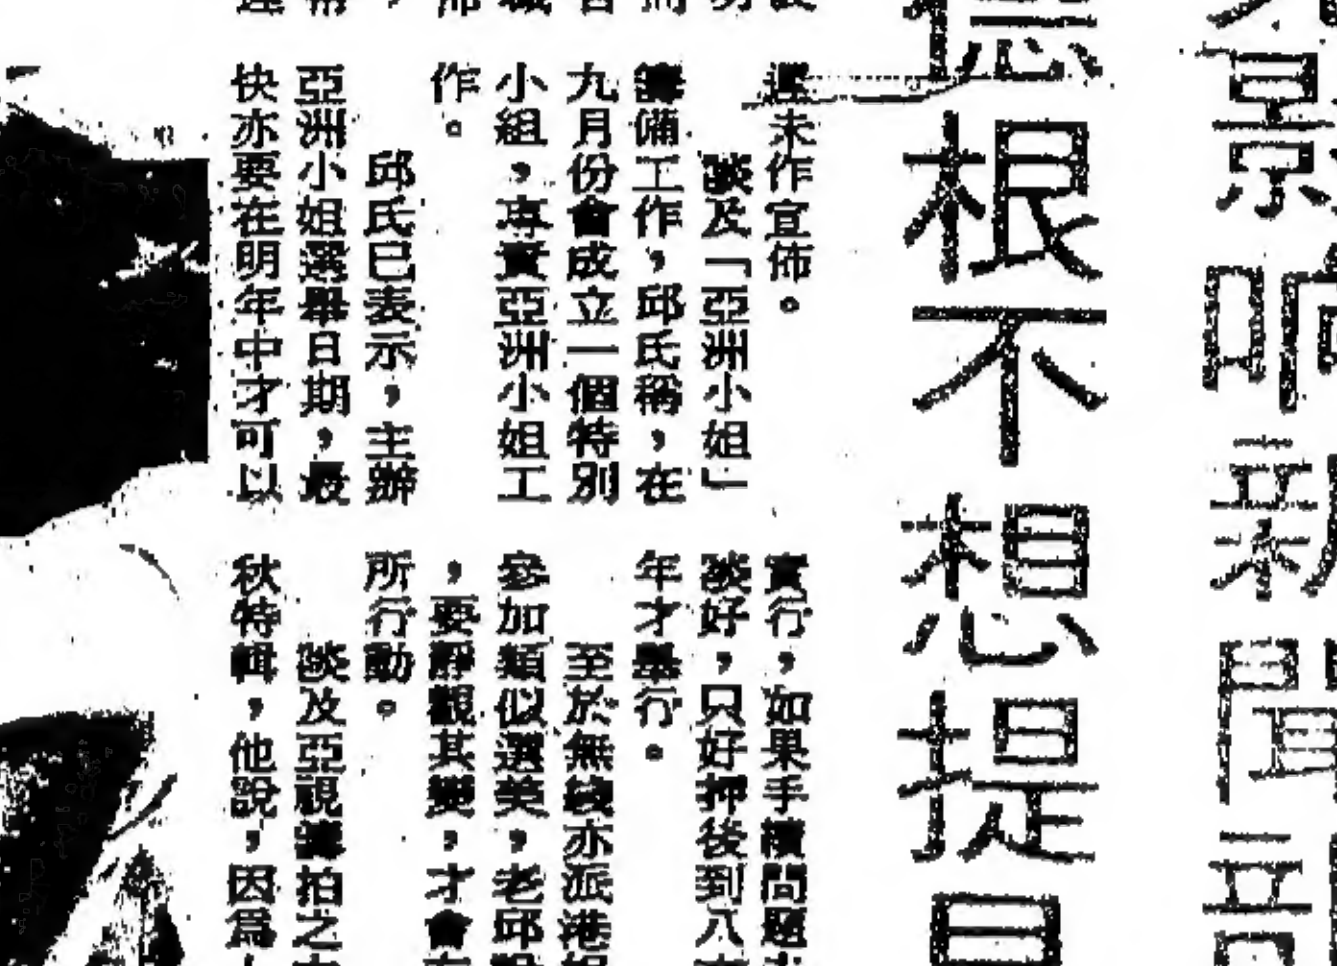 响新聞
根不想提
還未作宣佈。
談及「亞洲小姐」
籌備工作，邱氏稱，在
九月份會成立一個特別
小組，專責亞洲小姐工
作。
邱氏已表示，主辦
亞洲小姐選舉日期，最
快亦要在明年中才可以
實行，如果手續問題
談好，只好押後到八
年才舉行。
至於無綫亦派港
參加類似選美，老邱
，要靜觀其變，才會
所行動。
談及亞視籌拍之
秋特輯，他說，因爲